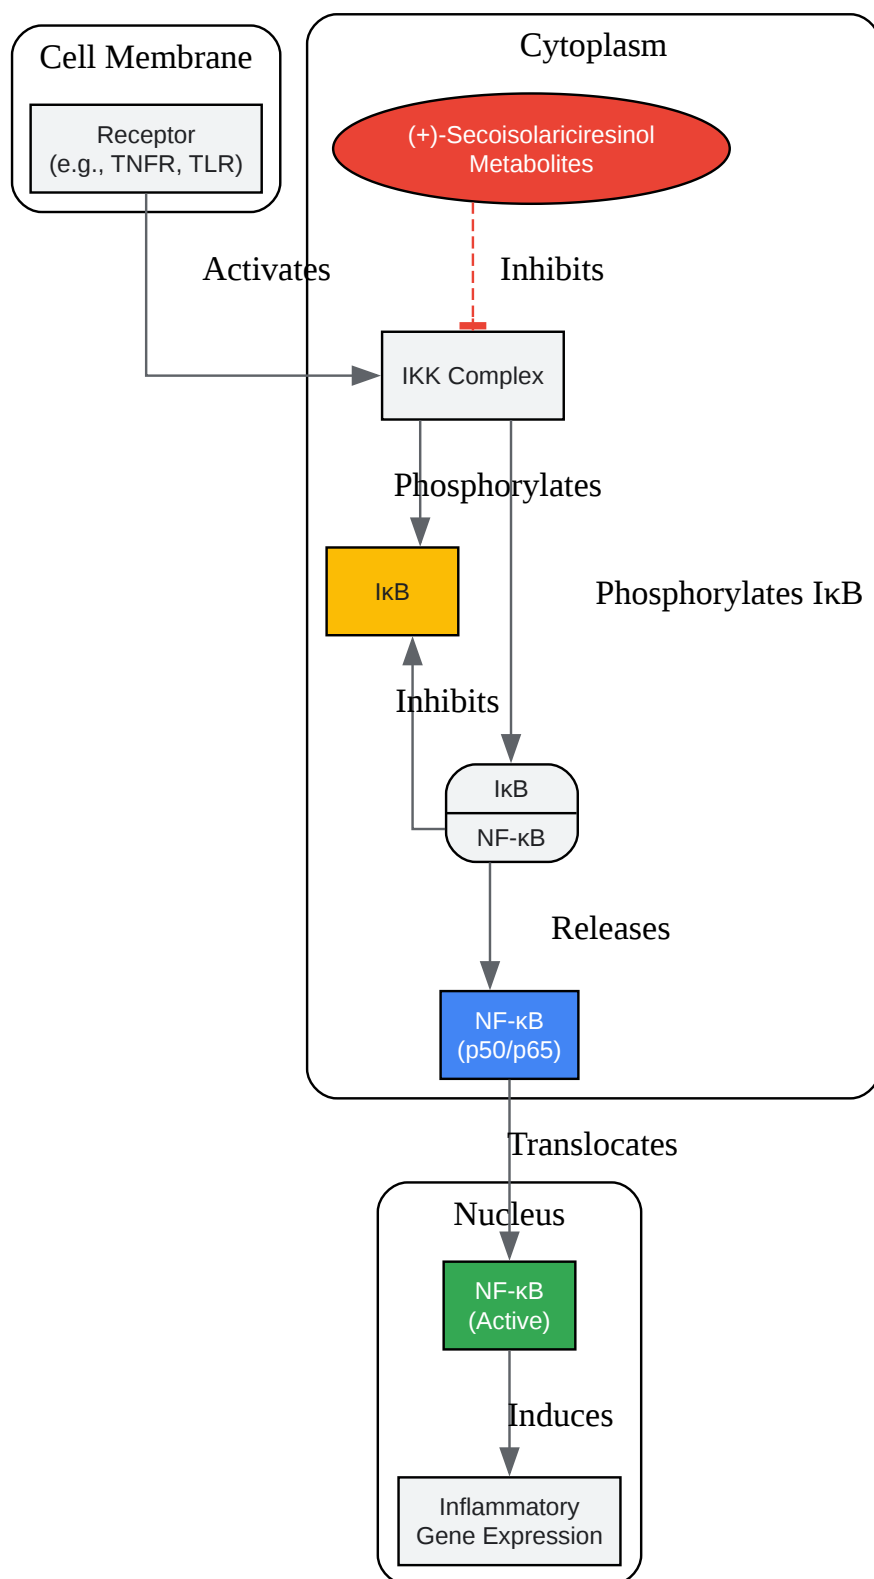 Cell Membrane
Receptor
(e.g., TNFR, TLR)
Cytoplasm
(+)-Secoisolariciresinol
Metabolites
Activates
Inhibits
IKK Complex
Phosphorylates
IκB
Phosphorylates IκB
Inhibits
IκB
NF-κB
Releases
NF-κB
(p50/p65)
Translocates
Nucleus
NF-κB
(Active)
Induces
Inflammatory
Gene Expression